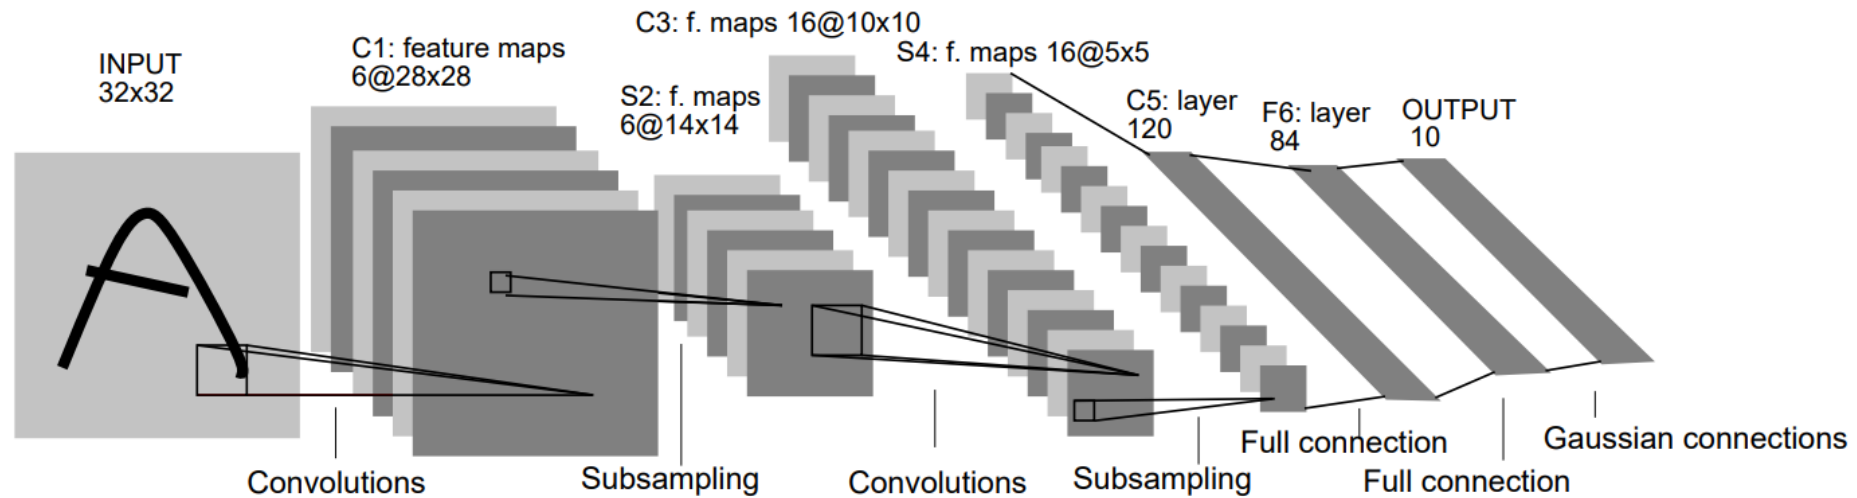 INPUT
32x32
C1: feature maps
6@28x28
S2: f. maps
6@14x14
C3: f. maps 16@10x10
S4: f. maps 16@5x5
C5: layer
120
F6: layer
84
OUTPUT
10
Convolutions
Subsampling
Convolutions
Subsampling
Full connection
Full connection
Gaussian connections